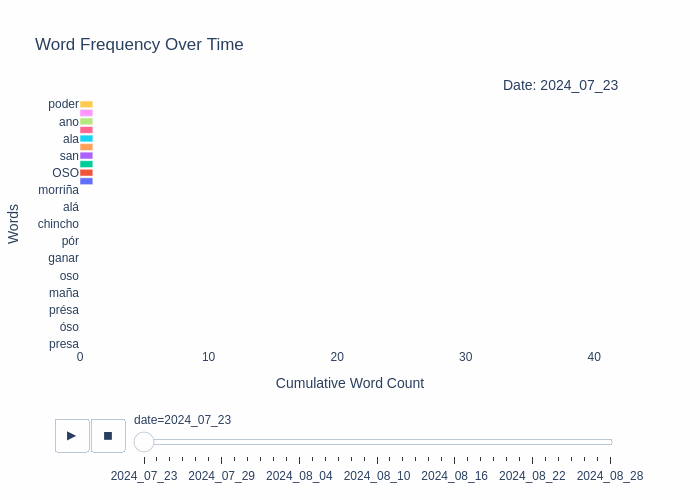 Word Frequency Over Time
Date: 2024_07_23
poder
ano
ala
san
OSO
morriña
alá
chincho
pór
ganar
oso
maña
présa
óso
presa
Words
0 10 20 30 40
Cumulative Word Count
date=2024_07_23
2024_07_23 2024_07_29 2024_08_04 2024_08_10 2024_08_16 2024_08_22 2024_08_28